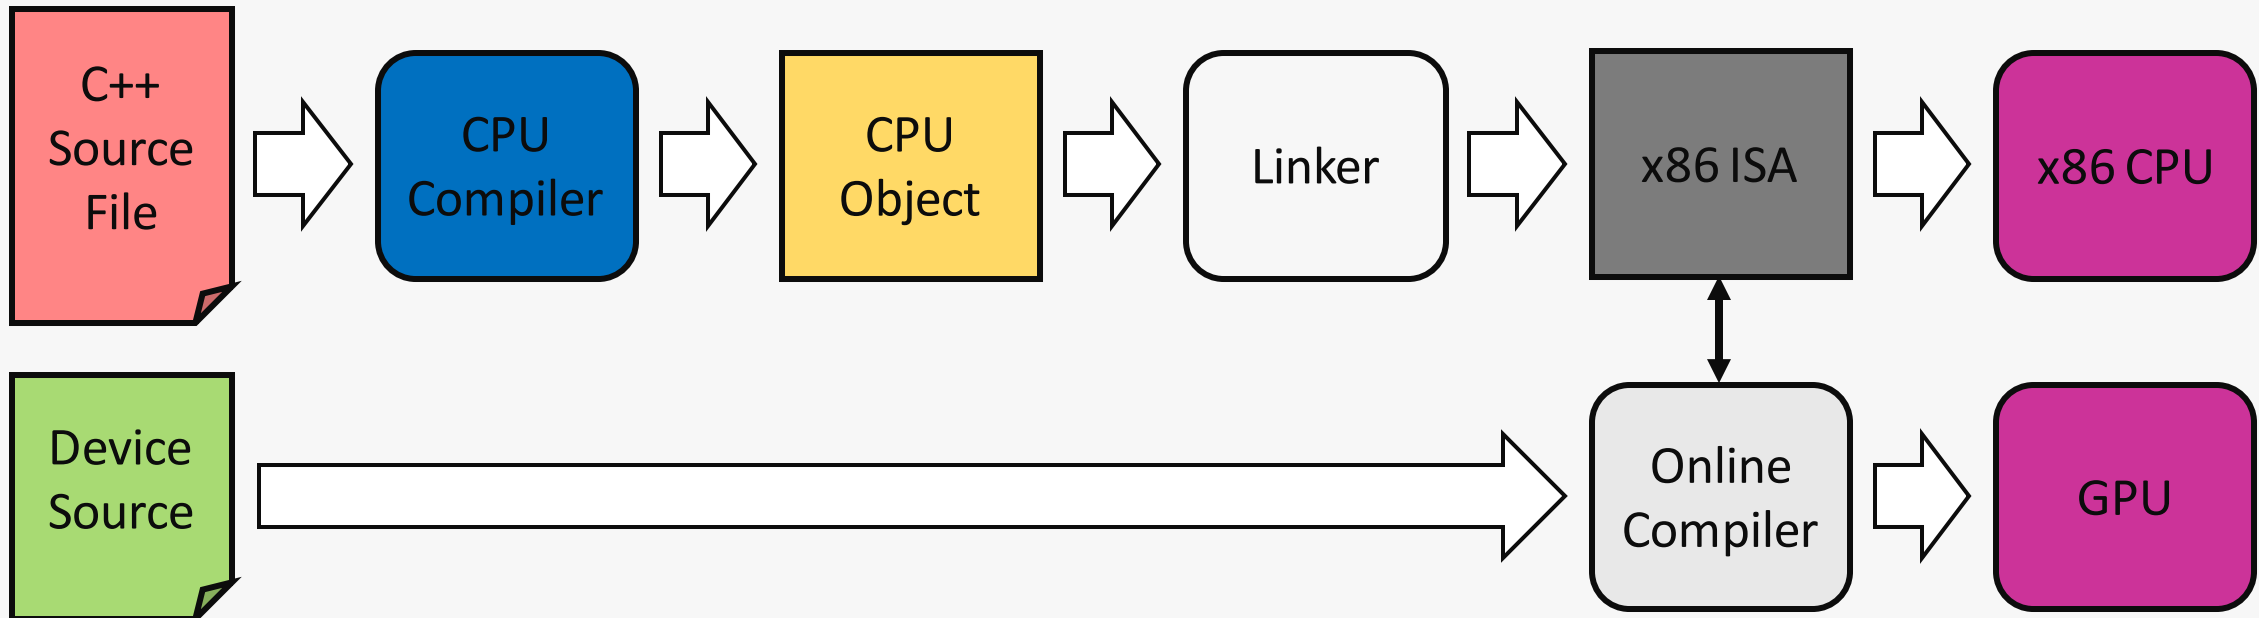 C++
Source
File
CPU
Compiler
CPU
Object
Linker
x86 ISA
x86 CPU
Device
Source
Online
Compiler
GPU